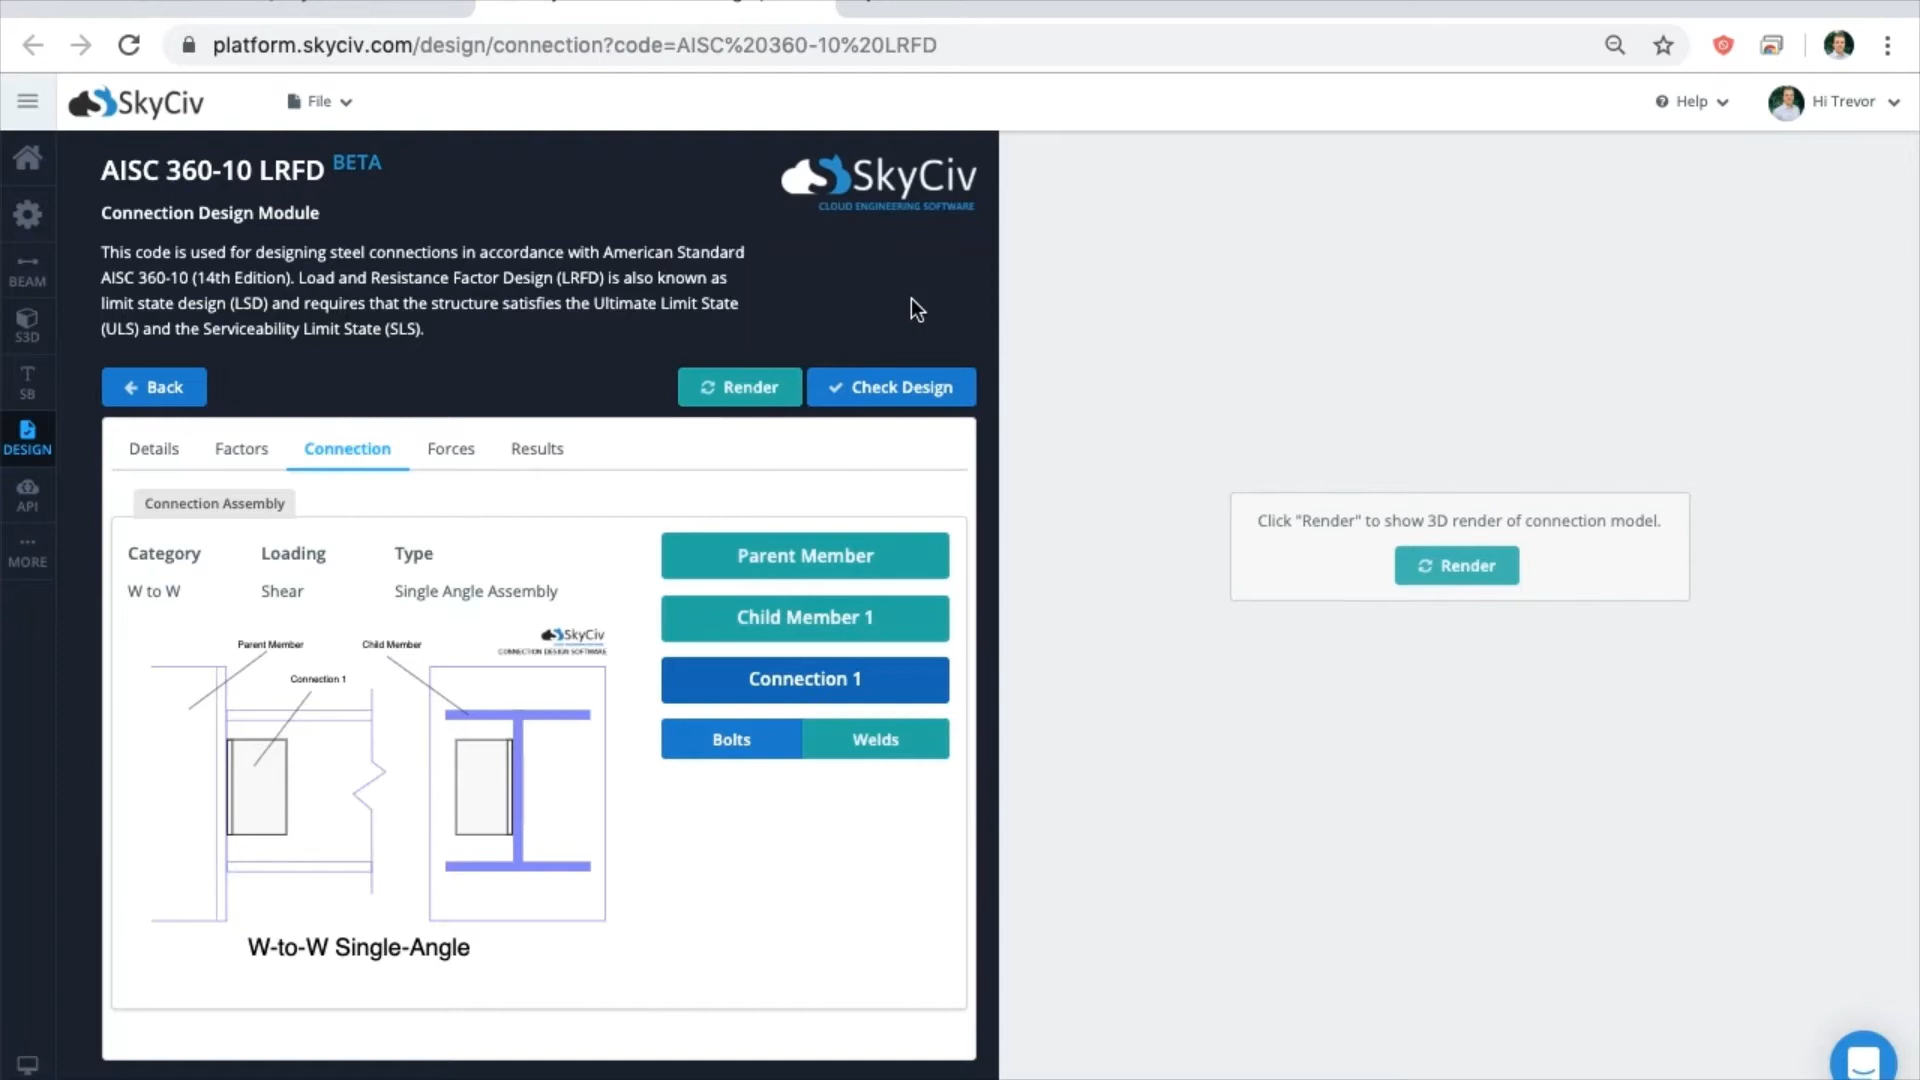 platform.skyciv.com/design/connection?code=AISC%20360-10%20LRFD
SkyCiv
File
Help
Hi Trevor
AISC 360-10 LRFD BETA
SkyCiv
CLOUD ENGINEERING SOFTWARE
Connection Design Module
This code is used for designing steel connections in accordance with American Standard
AISC 360-10 (14th Edition). Load and Resistance Factor Design (LRFD) is also known as
limit state design (LSD) and requires that the structure satisfies the Ultimate Limit State
(ULS) and the Serviceability Limit State (SLS).
BEAM
S3D
SB
DESIGN
API
MORE
Back
Render
Check Design
Details
Factors
Connection
Forces
Results
Connection Assembly
Category
Loading
Type
W to W
Shear
Single Angle Assembly
Parent Member
Child Member 1
Connection 1
Bolts
Welds
Parent Member
Child Member
SkyCiv
CONNECTION DESIGN SOFTWARE
Connection 1
W-to-W Single-Angle
Click "Render" to show 3D render of connection model.
Render